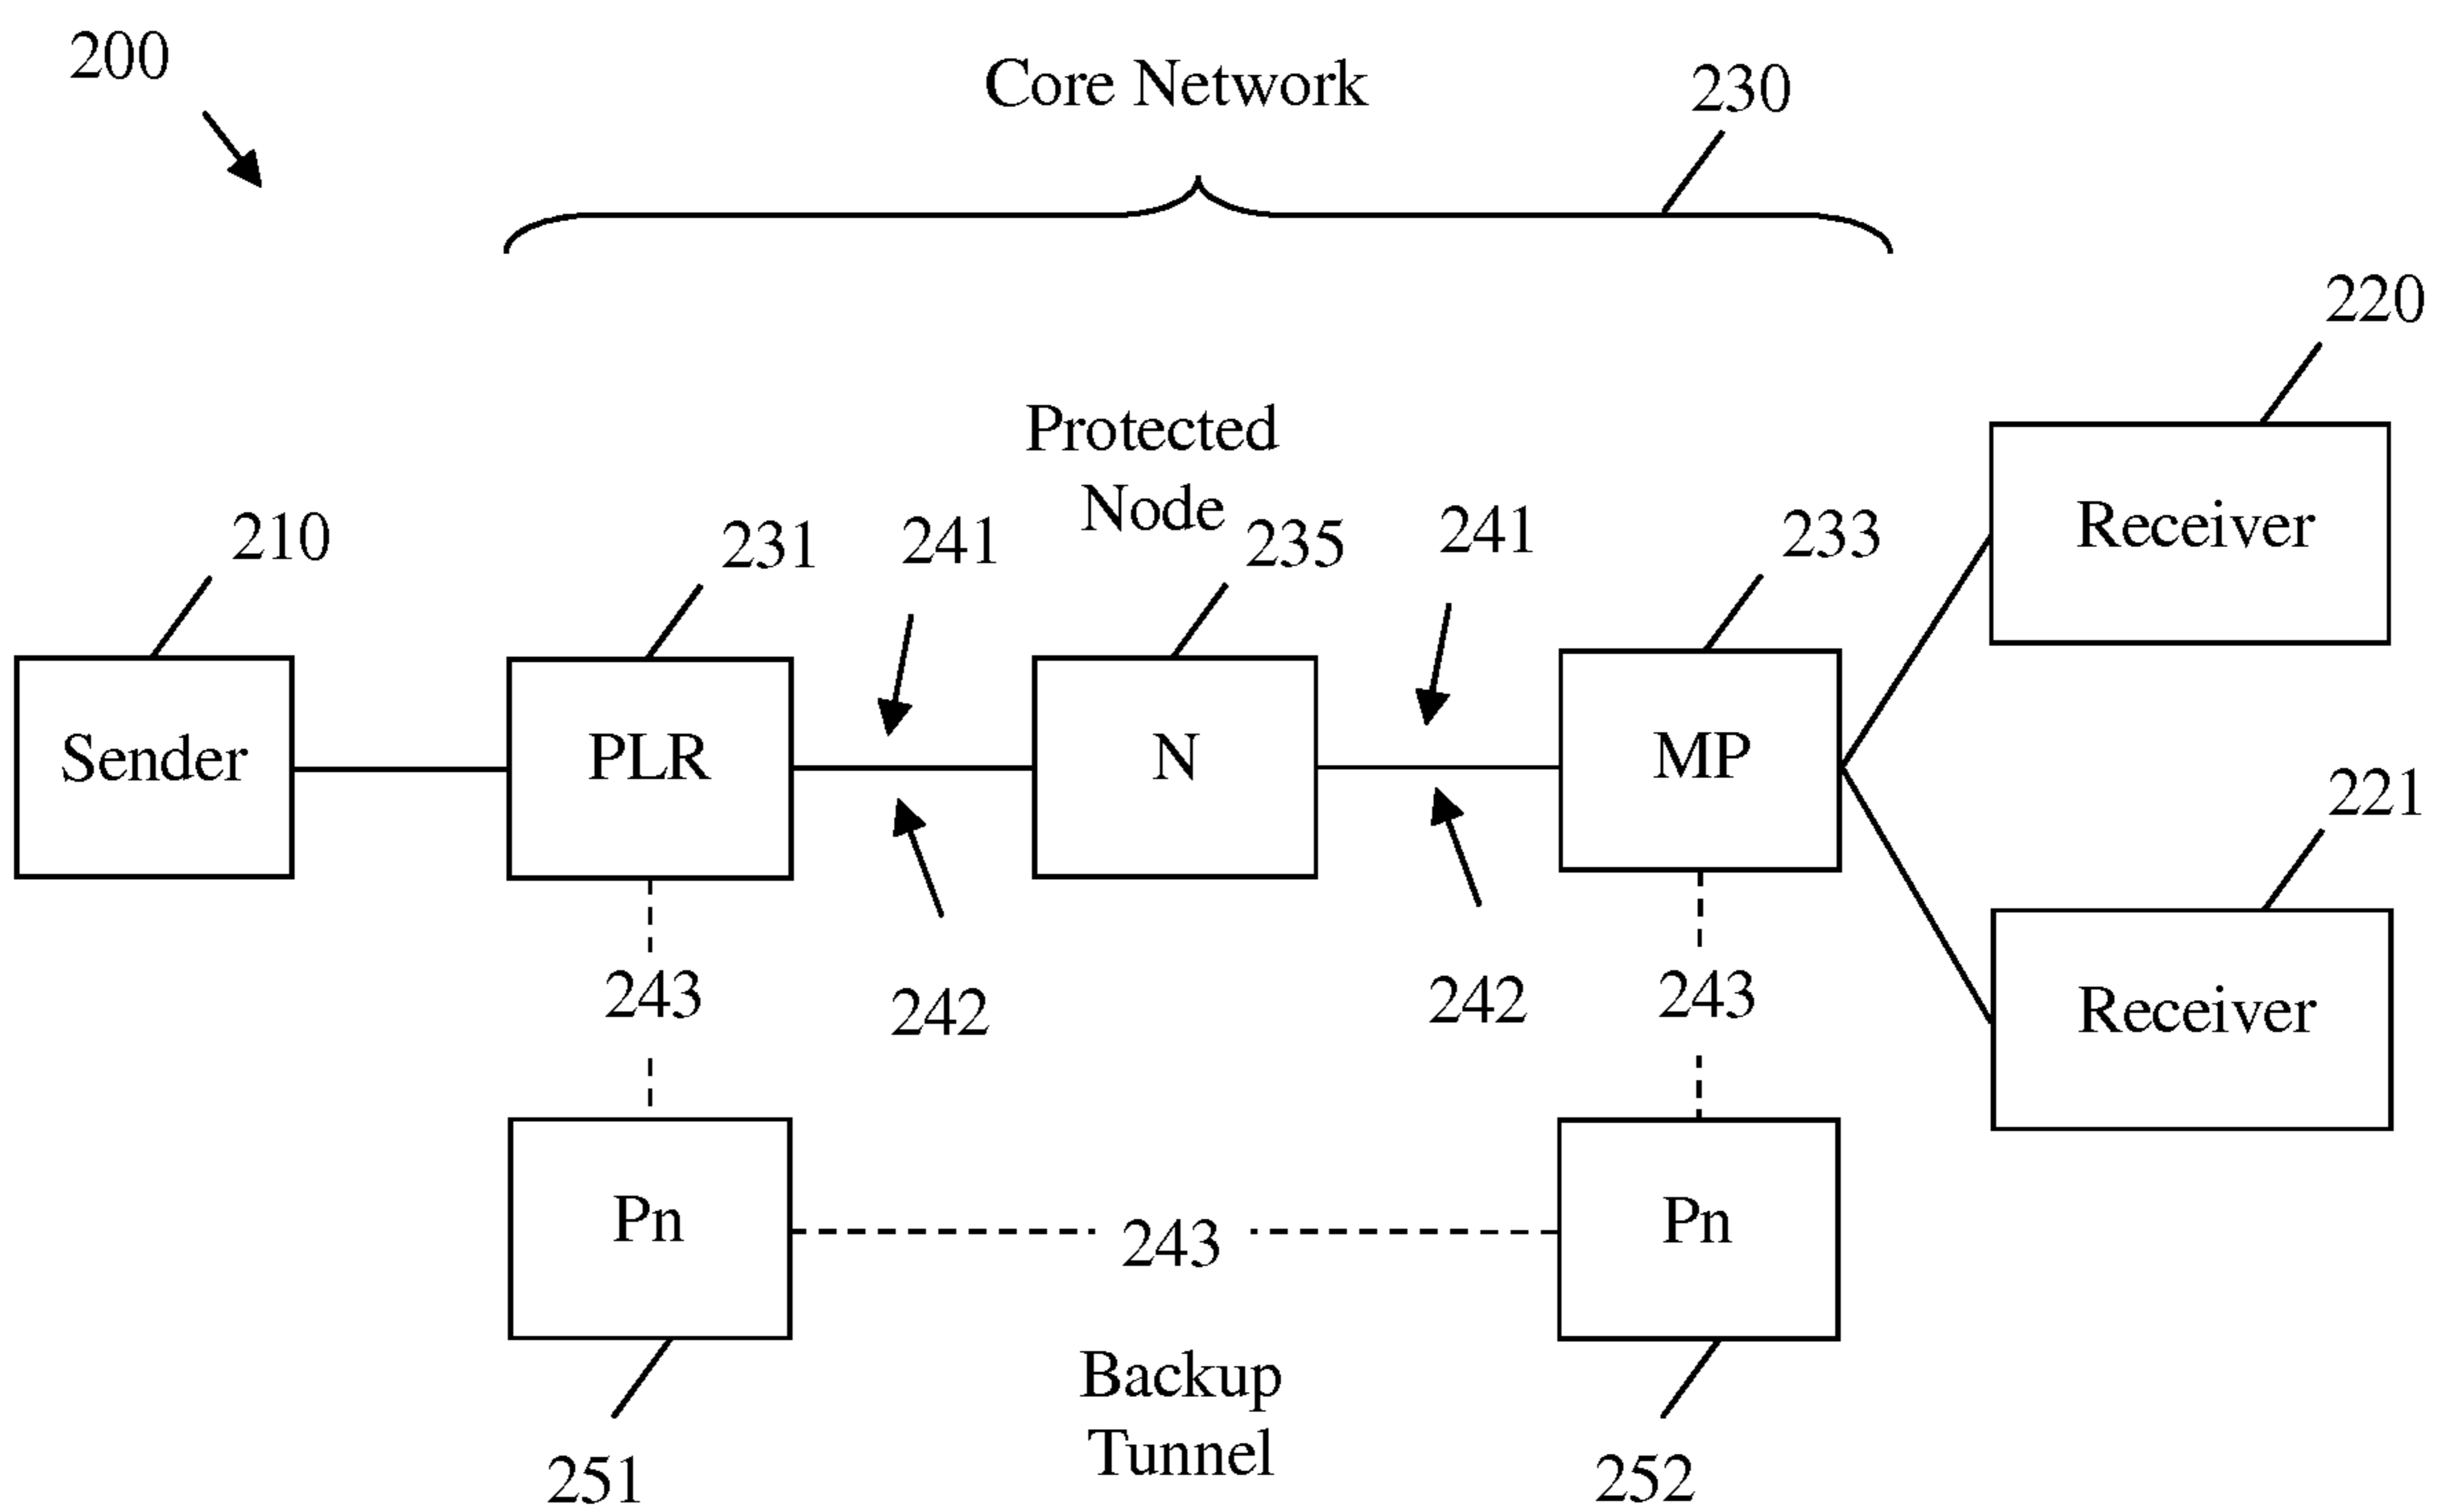 200
Core Network
230
220
Protected
Node
210
231
241
235
241
233
Receiver
Sender
PLR
N
MP
221
243
242
242
243
Receiver
Pn
243
Pn
Backup
Tunnel
251
252